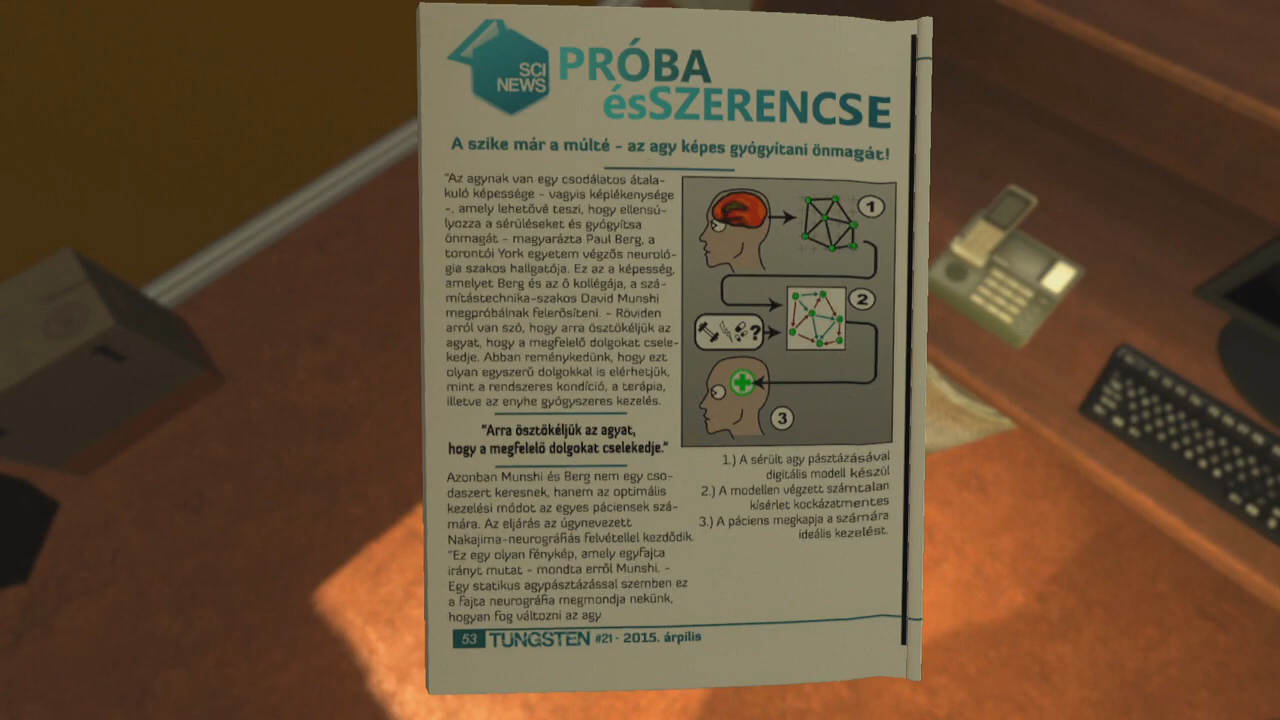 SCI
NEWS
PRÓBA
ésSZERENCSE
A szike már a múlté - az agy képes gyógyítani önmagát!
"Az agynak van egy csodálatos átala-
kuló képessége - vagyis képlékenysége
-, amely lehetővé teszi, hogy ellensú-
lyozza a sérüléseket és gyógyítsa
önmagát - magyarázta Paul Berg, a
torontói York egyetem végzős neuroló-
gia szakos hallgatója. Ez az a képesség,
amelyet Berg és az ő kollégája, a szá-
mítástechnika-szakos David Munshi
megpróbálnak felerősíteni. - Röviden
arról van szó, hogy arra ösztökéljük az
agyat, hogy a megfelelő dolgokat csele-
kedje. Abban reménykedünk, hogy ezt
olyan egyszerű dolgokkal is elérhetjük,
mint a rendszeres kondíció, a terápia,
illetve az enyhe gyógyszeres kezelés.
"Arra ösztökéljük az agyat,
hogy a megfelelő dolgokat cselekedje."
Azonban Munshi és Berg nem egy cso-
daszert keresnek, hanem az optimális
kezelési módot az egyes páciensek szá-
mára. Az eljárás az úgynevezett
Nakajima-neurográfiás felvétellel kezdődik.
"Ez egy olyan fénykép, amely egyfajta
irányt mutat - mondta erről Munshi. -
Egy statikus agypásztázással szemben ez
a fajta neurográfia megmondja nekünk,
hogyan fog változni az agy
1
2
?
3
1.) A sérült agy pásztázásával
digitális modell készül
2.) A modellen végzett számtalan
kísérlet kockázatmentes
3.) A páciens megkapja a számára
ideális kezelést.
53 TUNGSTEN #21 - 2015. árpilis